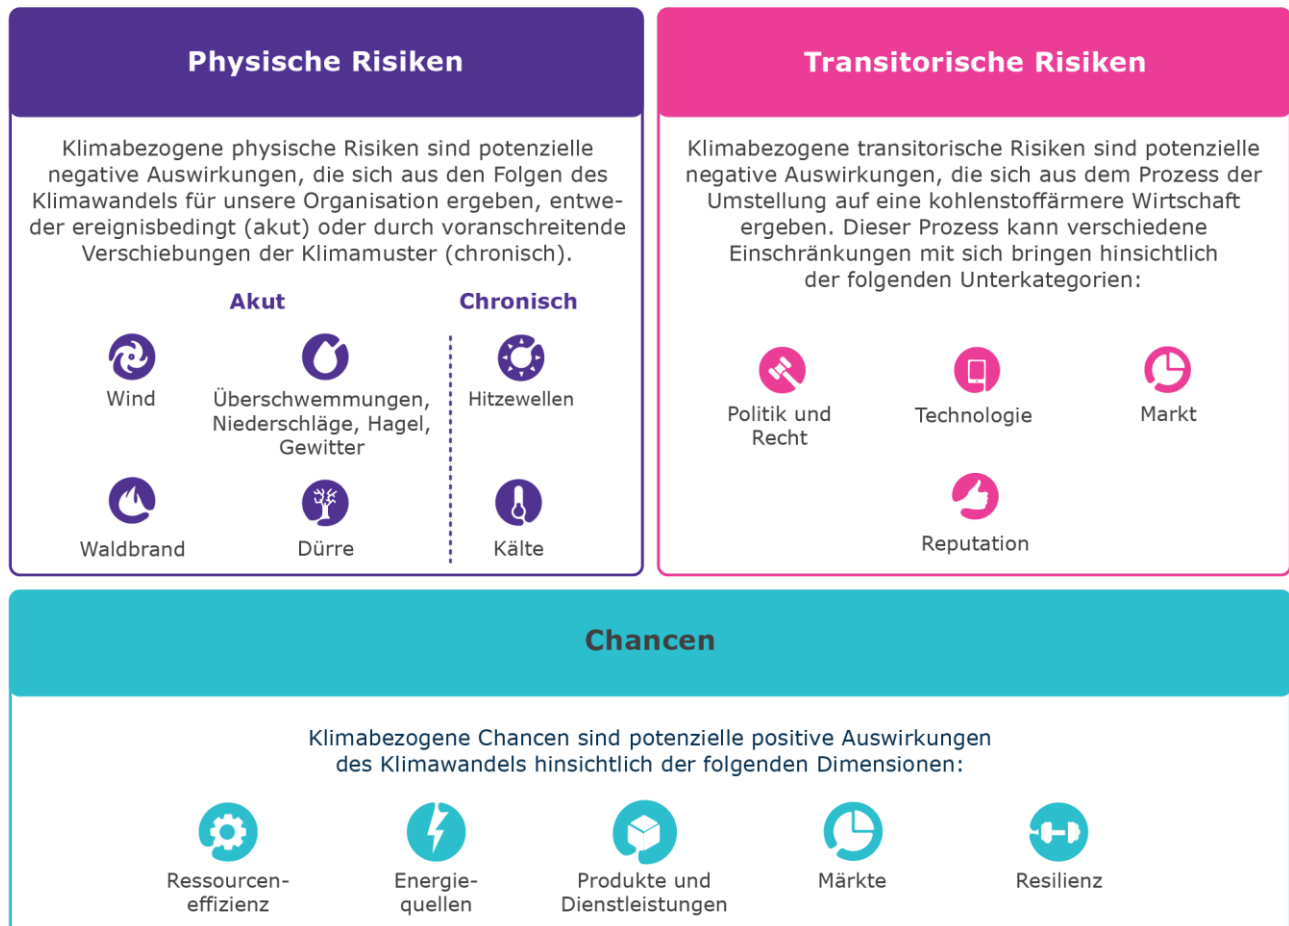 Physische Risiken
Klimabezogene physische Risiken sind potenzielle
negative Auswirkungen, die sich aus den Folgen des
Klimawandels für unsere Organisation ergeben, entwe-
der ereignisbedingt (akut) oder durch voranschreitende
Verschiebungen der Klimamuster (chronisch).
Akut
Chronisch
Wind
Überschwemmungen,
Niederschläge, Hagel,
Gewitter
Hitzewellen
Waldbrand
Dürre
Kälte
Transitorische Risiken
Klimabezogene transitorische Risiken sind potenzielle
negative Auswirkungen, die sich aus dem Prozess der
Umstellung auf eine kohlenstoffärmere Wirtschaft
ergeben. Dieser Prozess kann verschiedene
Einschränkungen mit sich bringen hinsichtlich
der folgenden Unterkategorien:
Politik und
Recht
Technologie
Markt
Reputation
Chancen
Klimabezogene Chancen sind potenzielle positive Auswirkungen
des Klimawandels hinsichtlich der folgenden Dimensionen:
Ressourcen-
effizienz
Energie-
quellen
Produkte und
Dienstleistungen
Märkte
Resilienz